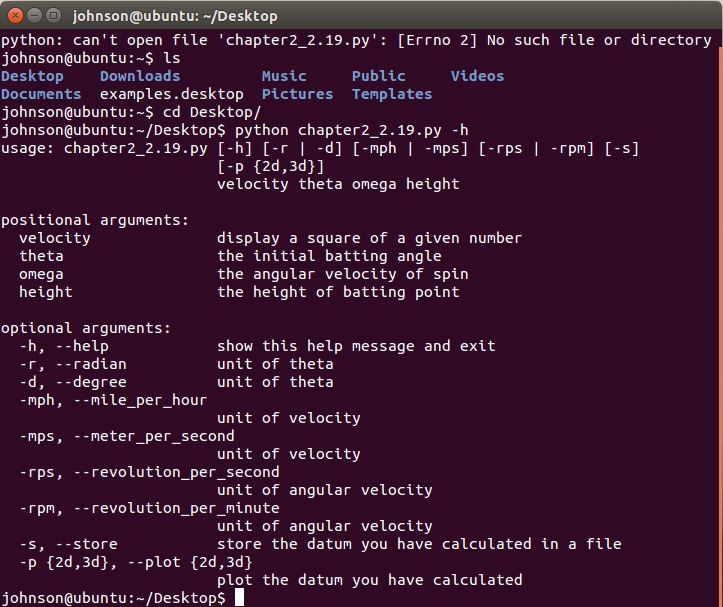 johnson@ubuntu: ~/Desktop
python: can't open file 'chapter2_2.19.py': [Errno 2] No such file or directory
johnson@ubuntu:~$ ls
Desktop    Downloads         Music     Public     Videos
Documents  examples.desktop  Pictures  Templates
johnson@ubuntu:~$ cd Desktop/
johnson@ubuntu:~/Desktop$ python chapter2_2.19.py -h
usage: chapter2_2.19.py [-h] [-r | -d] [-mph | -mps] [-rps | -rpm] [-s]
                        [-p {2d,3d}]
                        velocity theta omega height

positional arguments:
  velocity              display a square of a given number
  theta                 the initial batting angle
  omega                 the angular velocity of spin
  height                the height of batting point

optional arguments:
  -h, --help            show this help message and exit
  -r, --radian          unit of theta
  -d, --degree          unit of theta
  -mph, --mile_per_hour
                        unit of velocity
  -mps, --meter_per_second
                        unit of velocity
  -rps, --revolution_per_second
                        unit of angular velocity
  -rpm, --revolution_per_minute
                        unit of angular velocity
  -s, --store           store the datum you have calculated in a file
  -p {2d,3d}, --plot {2d,3d}
                        plot the datum you have calculated
johnson@ubuntu:~/Desktop$